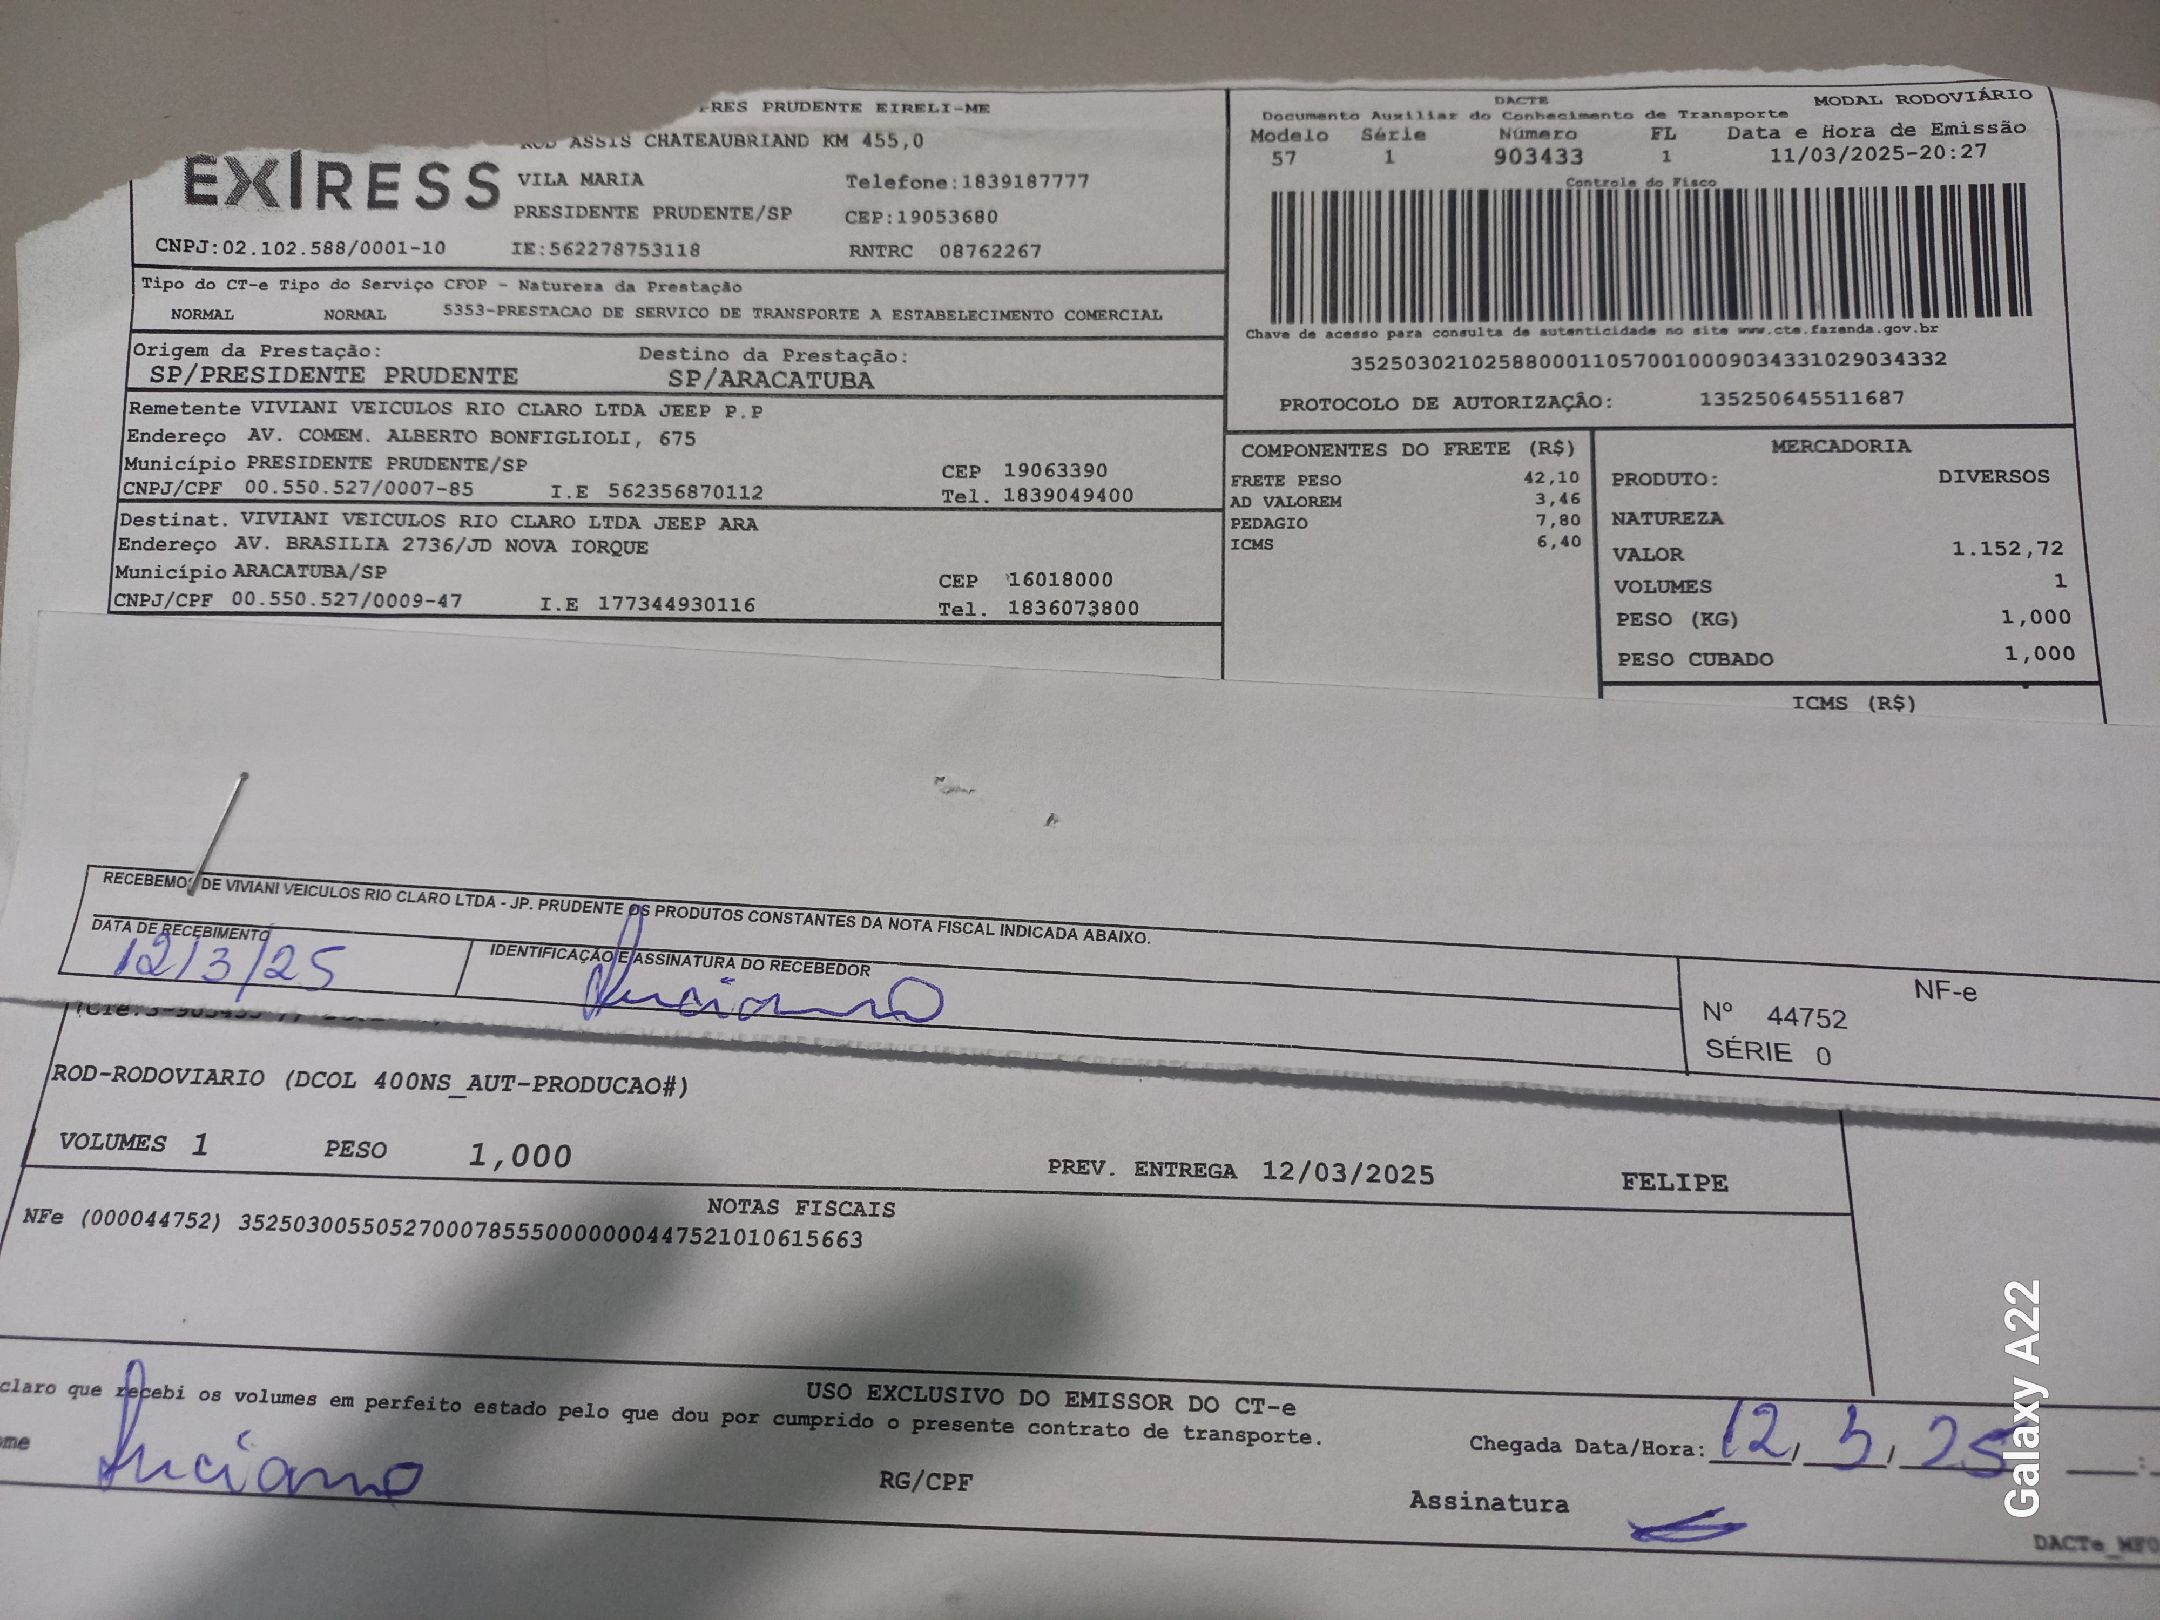 PRES PRUDENTE EIRELI-ME
ROD ASSIS CHATEAUBRIAND KM 455,0
EXPRESS
VILA MARIA Telefone:1839187777
PRESIDENTE PRUDENTE/SP CEP:19053680
CNPJ:02.102.588/0001-10 IE:562278753118 RNTRC 08762267
Tipo do CT-e Tipo do Serviço CFOP - Natureza da Prestação
NORMAL NORMAL 5353-PRESTACAO DE SERVICO DE TRANSPORTE A ESTABELECIMENTO COMERCIAL
Origem da Prestação: Destino da Prestação:
SP/PRESIDENTE PRUDENTE SP/ARACATUBA
Remetente VIVIANI VEICULOS RIO CLARO LTDA JEEP P.P
Endereço AV. COMEM. ALBERTO BONFIGLIOLI, 675
Município PRESIDENTE PRUDENTE/SP CEP 19063390
CNPJ/CPF 00.550.527/0007-85 I.E 562356870112 Tel. 1839049400
Destinat. VIVIANI VEICULOS RIO CLARO LTDA JEEP ARA
Endereço AV. BRASILIA 2736/JD NOVA IORQUE
Município ARACATUBA/SP CEP 16018000
CNPJ/CPF 00.550.527/0009-47 I.E 177344930116 Tel. 1836073800
DACTE MODAL RODOVIÁRIO
Documento Auxiliar do Conhecimento de Transporte
Modelo Série Número FL Data e Hora de Emissão
57 1 903433 1 11/03/2025-20:27
Controle do Fisco
Chave de acesso para consulta de autenticidade no site www.cte.fazenda.gov.br
35250302102588000110570010009034331029034332
PROTOCOLO DE AUTORIZAÇÂO: 135250645511687
COMPONENTES DO FRETE (R$)
FRETE PESO 42,10
AD VALOREM 3,46
PEDAGIO 7,80
ICMS 6,40
MERCADORIA
PRODUTO: DIVERSOS
NATUREZA
VALOR 1.152,72
VOLUMES 1
PESO (KG) 1,000
PESO CUBADO 1,000
ICMS (R$)
RECEBEMOS DE VIVIANI VEICULOS RIO CLARO LTDA - JP. PRUDENTE OS PRODUTOS CONSTANTES DA NOTA FISCAL INDICADA ABAIXO.
DATA DE RECEBIMENTO IDENTIFICAÇÃO E ASSINATURA DO RECEBEDOR
12/3/25 Luciano
NF-e
Nº 44752
SÉRIE 0
ROD-RODOVIARIO (DCOL 400NS_AUT-PRODUCAO#)
VOLUMES 1 PESO 1,000 PREV. ENTREGA 12/03/2025 FELIPE
NOTAS FISCAIS
NFe (000044752) 35250300550527000785550000000447521010615663
USO EXCLUSIVO DO EMISSOR DO CT-e
claro que recebi os volumes em perfeito estado pelo que dou por cumprido o presente contrato de transporte.
ome Luciano RG/CPF Chegada Data/Hora: 12, 3, 25 :
Assinatura
DACTe_MF0
Galaxy A22